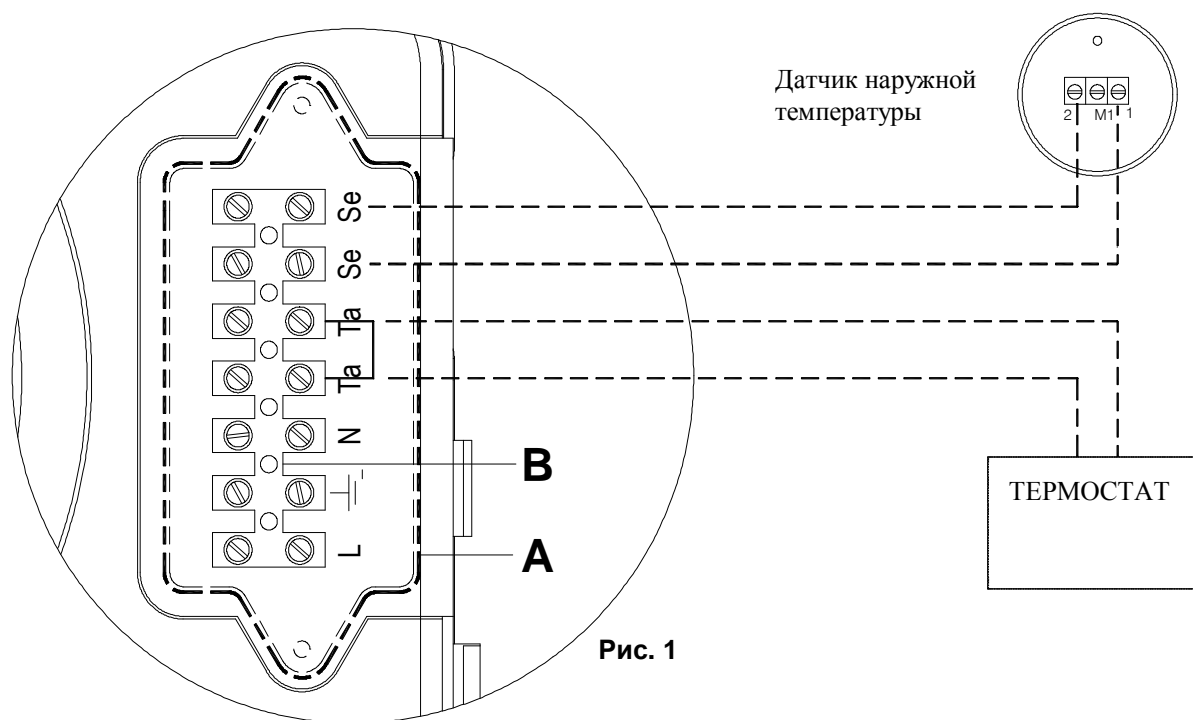 Датчик наружной
температуры
2 M1 1
Se
Se
Ta
Ta
N
B
ТЕРМОСТАТ
L
A
Рис. 1